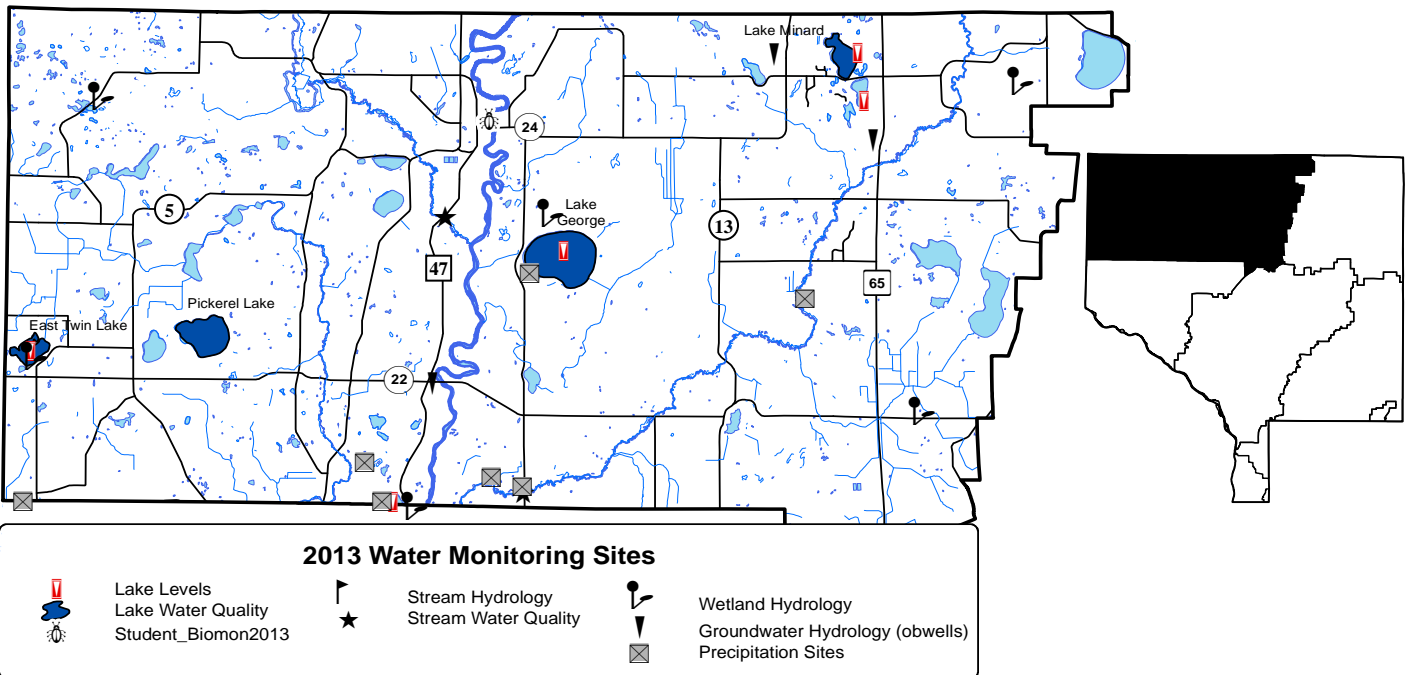 Lake Minard
24
5
Lake
George
13
47
65
Pickerel Lake
East Twin Lake
22
2013 Water Monitoring Sites
Lake Levels
Lake Water Quality
Student_Biomon2013
Stream Hydrology
Stream Water Quality
Wetland Hydrology
Groundwater Hydrology (obwells)
Precipitation Sites